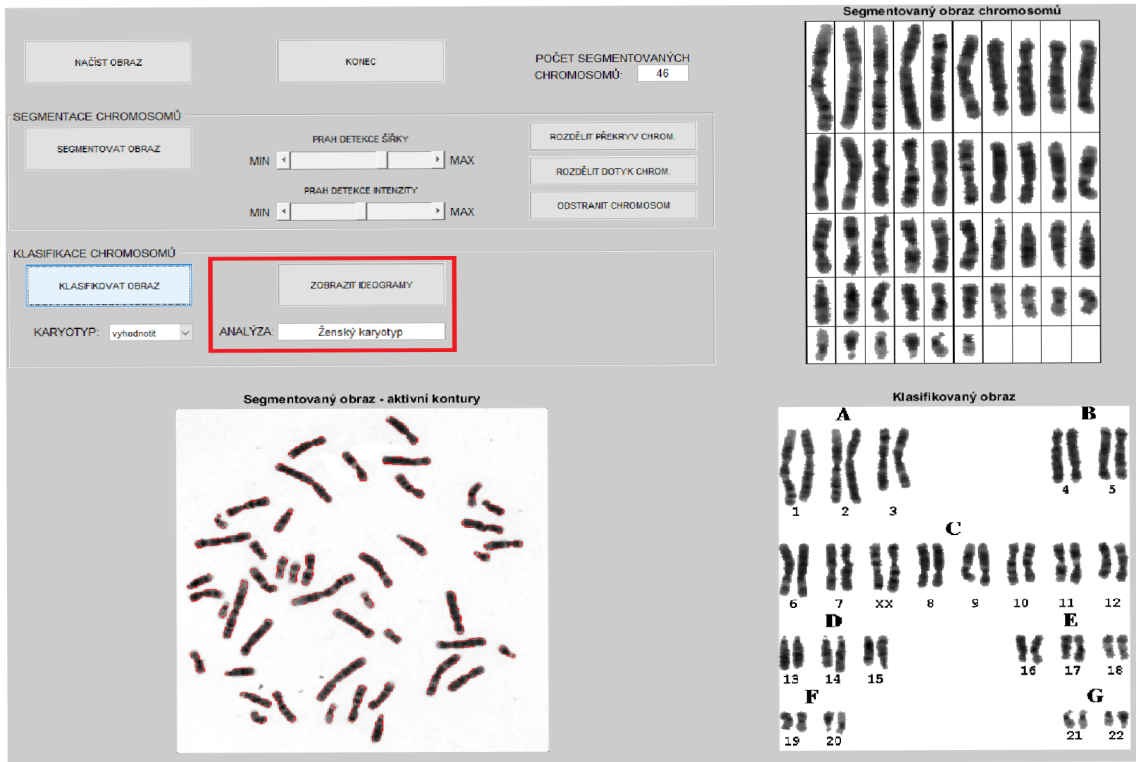 NAČÍST OBRAZ
KONEC
POČET SEGMENTOVANÝCH
CHROMOSOMŮ: 46
SEGMENTACE CHROMOSOMŮ
SEGMENTOVAT OBRAZ
PRAH DETEKCE ŠÍŘKY
MIN MAX
PRAH DETEKCE INTENZITY
MIN MAX
ROZDĚLIT PŘEKRYV CHROM.
ROZDĚLIT DOTYK CHROM.
ODSTRANIT CHROMOSOM
KLASIFIKACE CHROMOSOMŮ
KLASIFIKOVAT OBRAZ
ZOBRAZIT IDEOGRAMY
KARYOTYP: vyhodnotit
ANALÝZA: Ženský karyotyp
Segmentovaný obraz chromosomů
Segmentovaný obraz - aktivní kontury
Klasifikovaný obraz
A B
1 2 3 4 5
C
6 7 XX 8 9 10 11 12
D E
13 14 15 16 17 18
F G
19 20 21 22